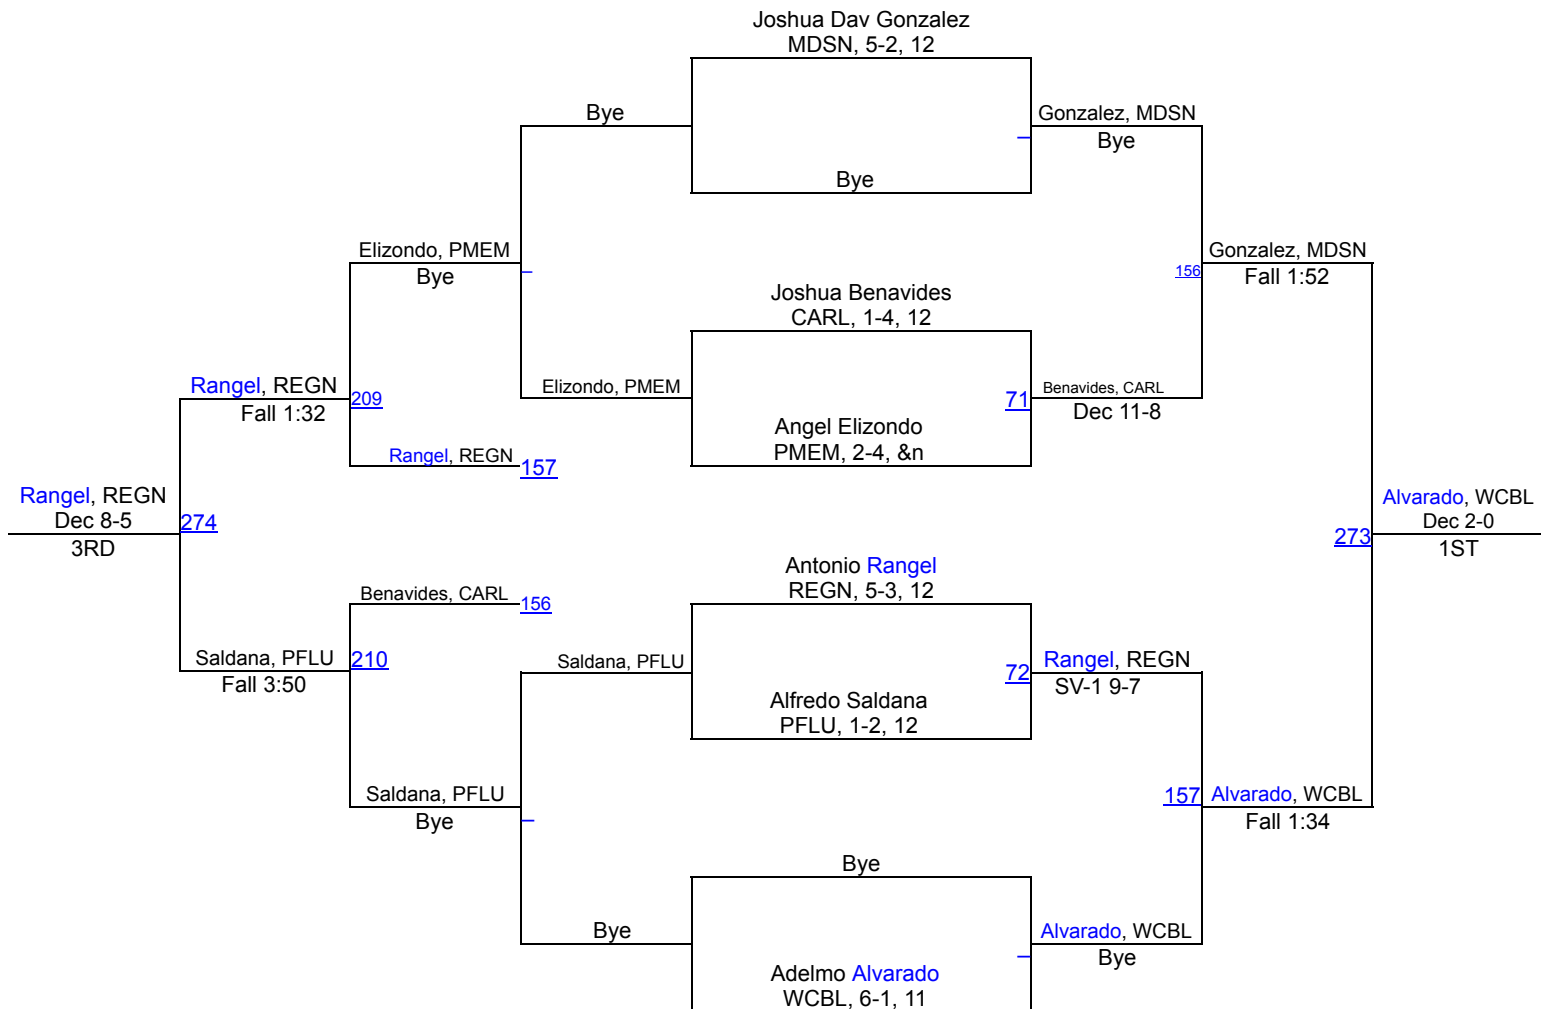 Joshua Dav Gonzalez
MDSN, 5-2, 12
Bye
Gonzalez, MDSN
Bye
Bye
Elizondo, PMEM
Bye
Gonzalez, MDSN
156
Fall 1:52
Joshua Benavides
CARL, 1-4, 12
Rangel, REGN
209
Fall 1:32
Elizondo, PMEM
71
Benavides, CARL
Dec 11-8
Angel Elizondo
PMEM, 2-4, &n
Rangel, REGN
157
Rangel, REGN
Dec 8-5
274
3RD
Alvarado, WCBL
Dec 2-0
273
1ST
Antonio Rangel
REGN, 5-3, 12
Benavides, CARL
156
Saldana, PFLU
210
Fall 3:50
Saldana, PFLU
72
Rangel, REGN
SV-1 9-7
Alfredo Saldana
PFLU, 1-2, 12
Saldana, PFLU
Bye
157
Alvarado, WCBL
Fall 1:34
Bye
Bye
Alvarado, WCBL
Bye
Adelmo Alvarado
WCBL, 6-1, 11